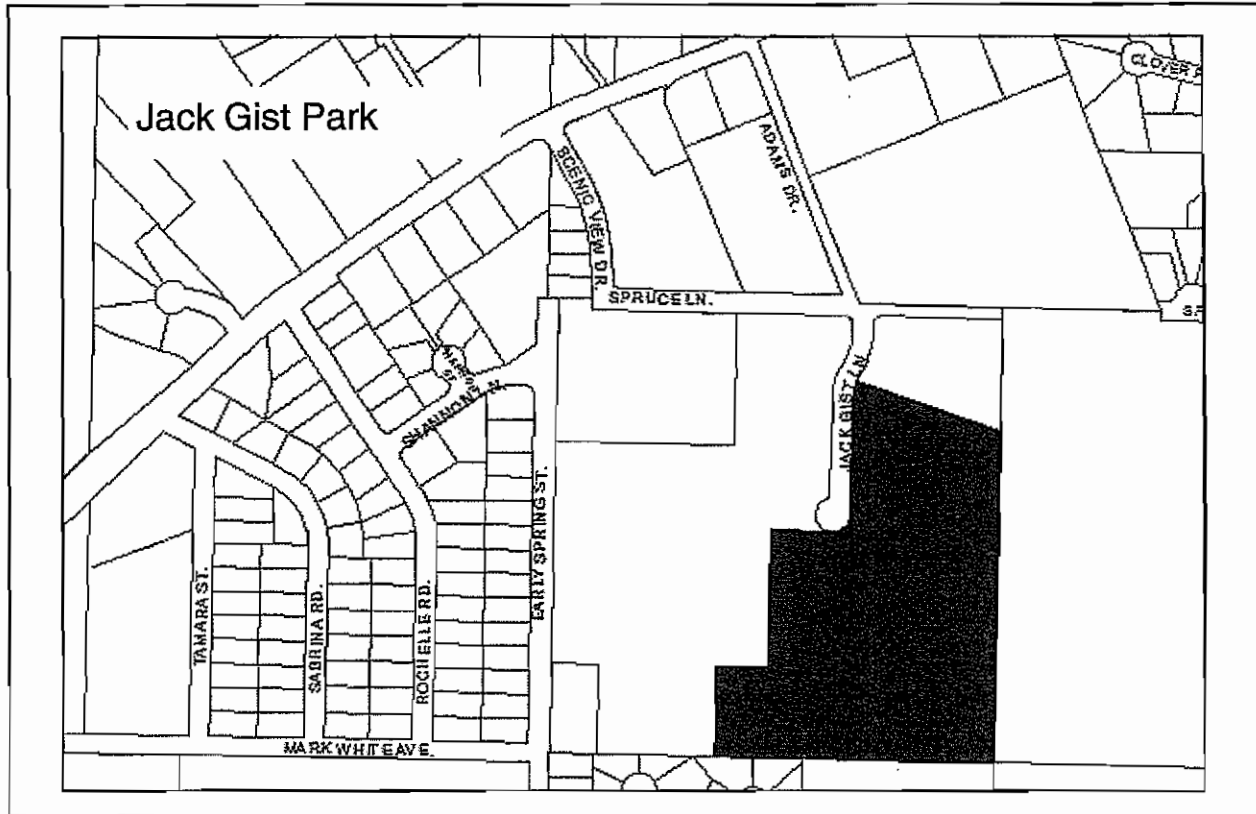 Jack Gist Park
CLOVER
SCENIC VIEW DR.
ADAMS DR.
SPRUCE LN.
SHANNON LN.
JACK GIST LN
EARLY SPRING ST.
TAMARA ST.
SABRINA RD.
ROCHELLE RD.
MARK WHITE AVE.